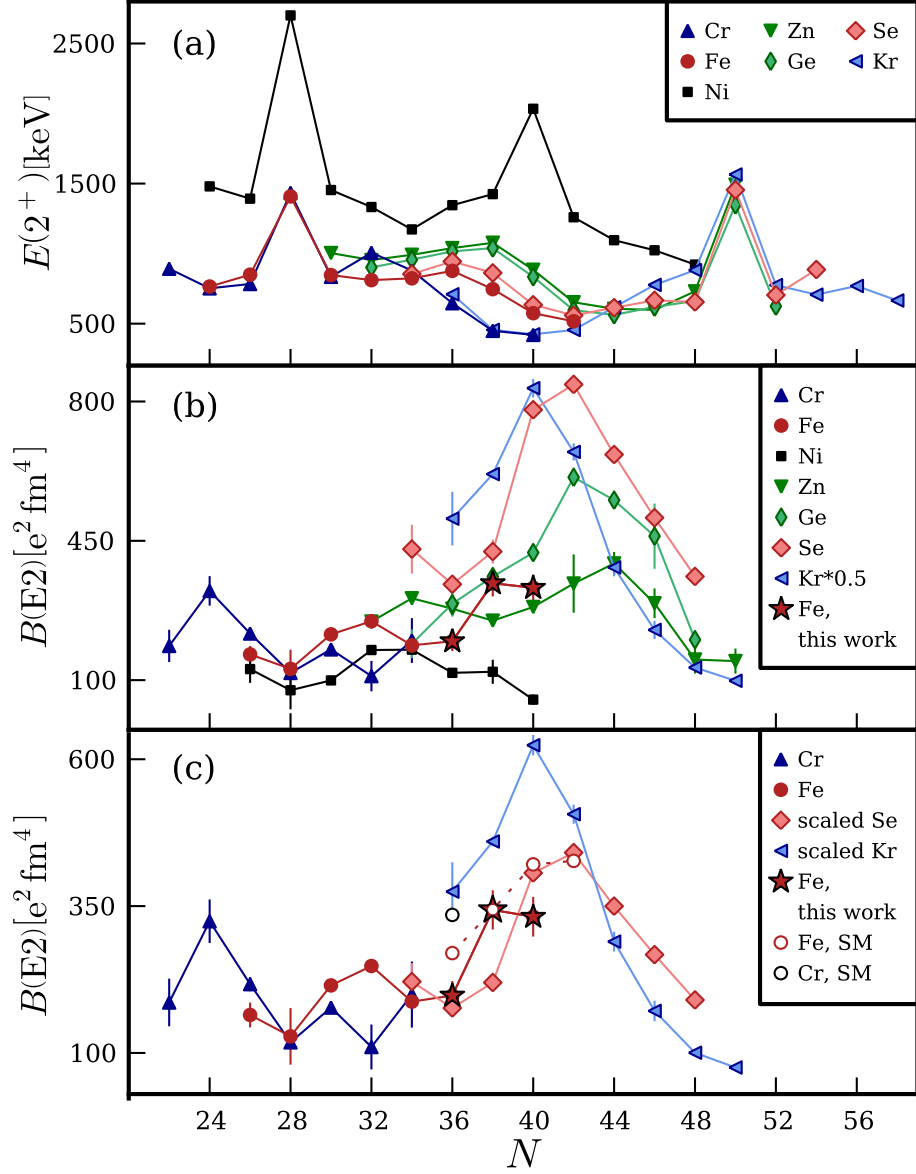 (a)
Cr
Fe
Ni
Zn
Ge
Se
Kr
E(2⁺)[keV]
2500
1500
500
(b)
Cr
Fe
Ni
Zn
Ge
Se
Kr*0.5
Fe,
this work
B(E2)[e² fm⁴]
800
450
100
(c)
Cr
Fe
scaled Se
scaled Kr
Fe,
this work
Fe, SM
Cr, SM
B(E2)[e² fm⁴]
600
350
100
24 28 32 36 40 44 48 52 56
N